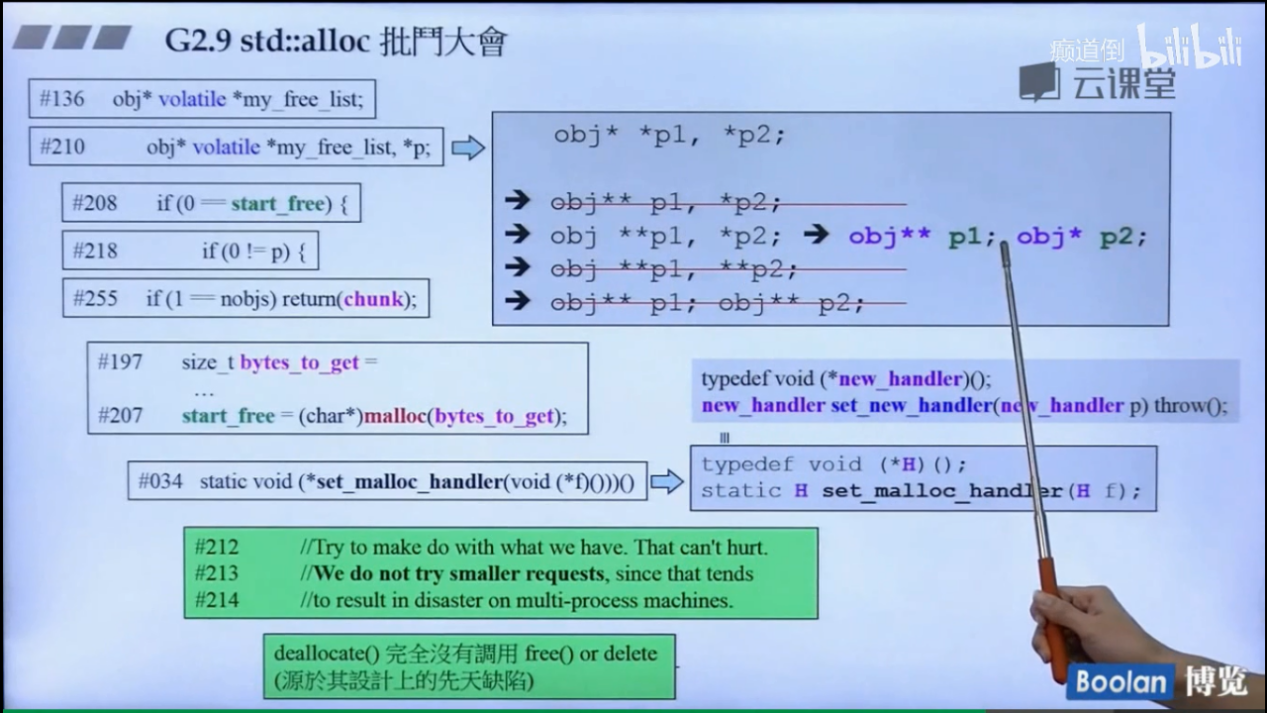 G2.9 std::alloc 批鬥大會
癫道倒 bilibili
云课堂
#136 obj* volatile *my_free_list;
#210 obj* volatile *my_free_list, *p;
#208 if (0 == start_free) {
#218 if (0 != p) {
#255 if (1 == nobjs) return(chunk);
obj* *p1, *p2;
➔ obj** p1, *p2;
➔ obj **p1, *p2; ➔ obj** p1; obj* p2;
➔ obj **p1, **p2;
➔ obj** p1; obj** p2;
#197 size_t bytes_to_get =
…
#207 start_free = (char*)malloc(bytes_to_get);
typedef void (*new_handler)();
new_handler set_new_handler(new_handler p) throw();
#034 static void (*set_malloc_handler(void (*f)()))()
typedef void (*H)();
static H set_malloc_handler(H f);
#212 //Try to make do with what we have. That can't hurt.
#213 //We do not try smaller requests, since that tends
#214 //to result in disaster on multi-process machines.
deallocate() 完全沒有調用 free() or delete
(源於其設計上的先天缺陷)
Boolan 博览